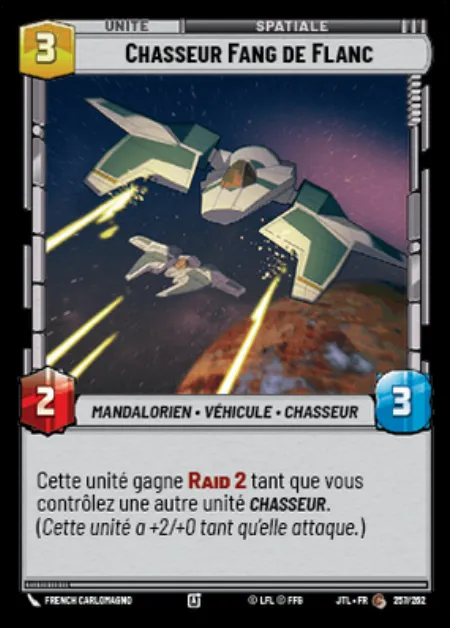 UNITÉ SPATIALE
3 CHASSEUR FANG DE FLANC
2 MANDALORIEN • VÉHICULE • CHASSEUR 3
Cette unité gagne RAID 2 tant que vous
contrôlez une autre unité CHASSEUR.
(Cette unité a +2/+0 tant qu'elle attaque.)
FRENCH CARLOMAGNO © LFL © FFG JTL • FR 257/262